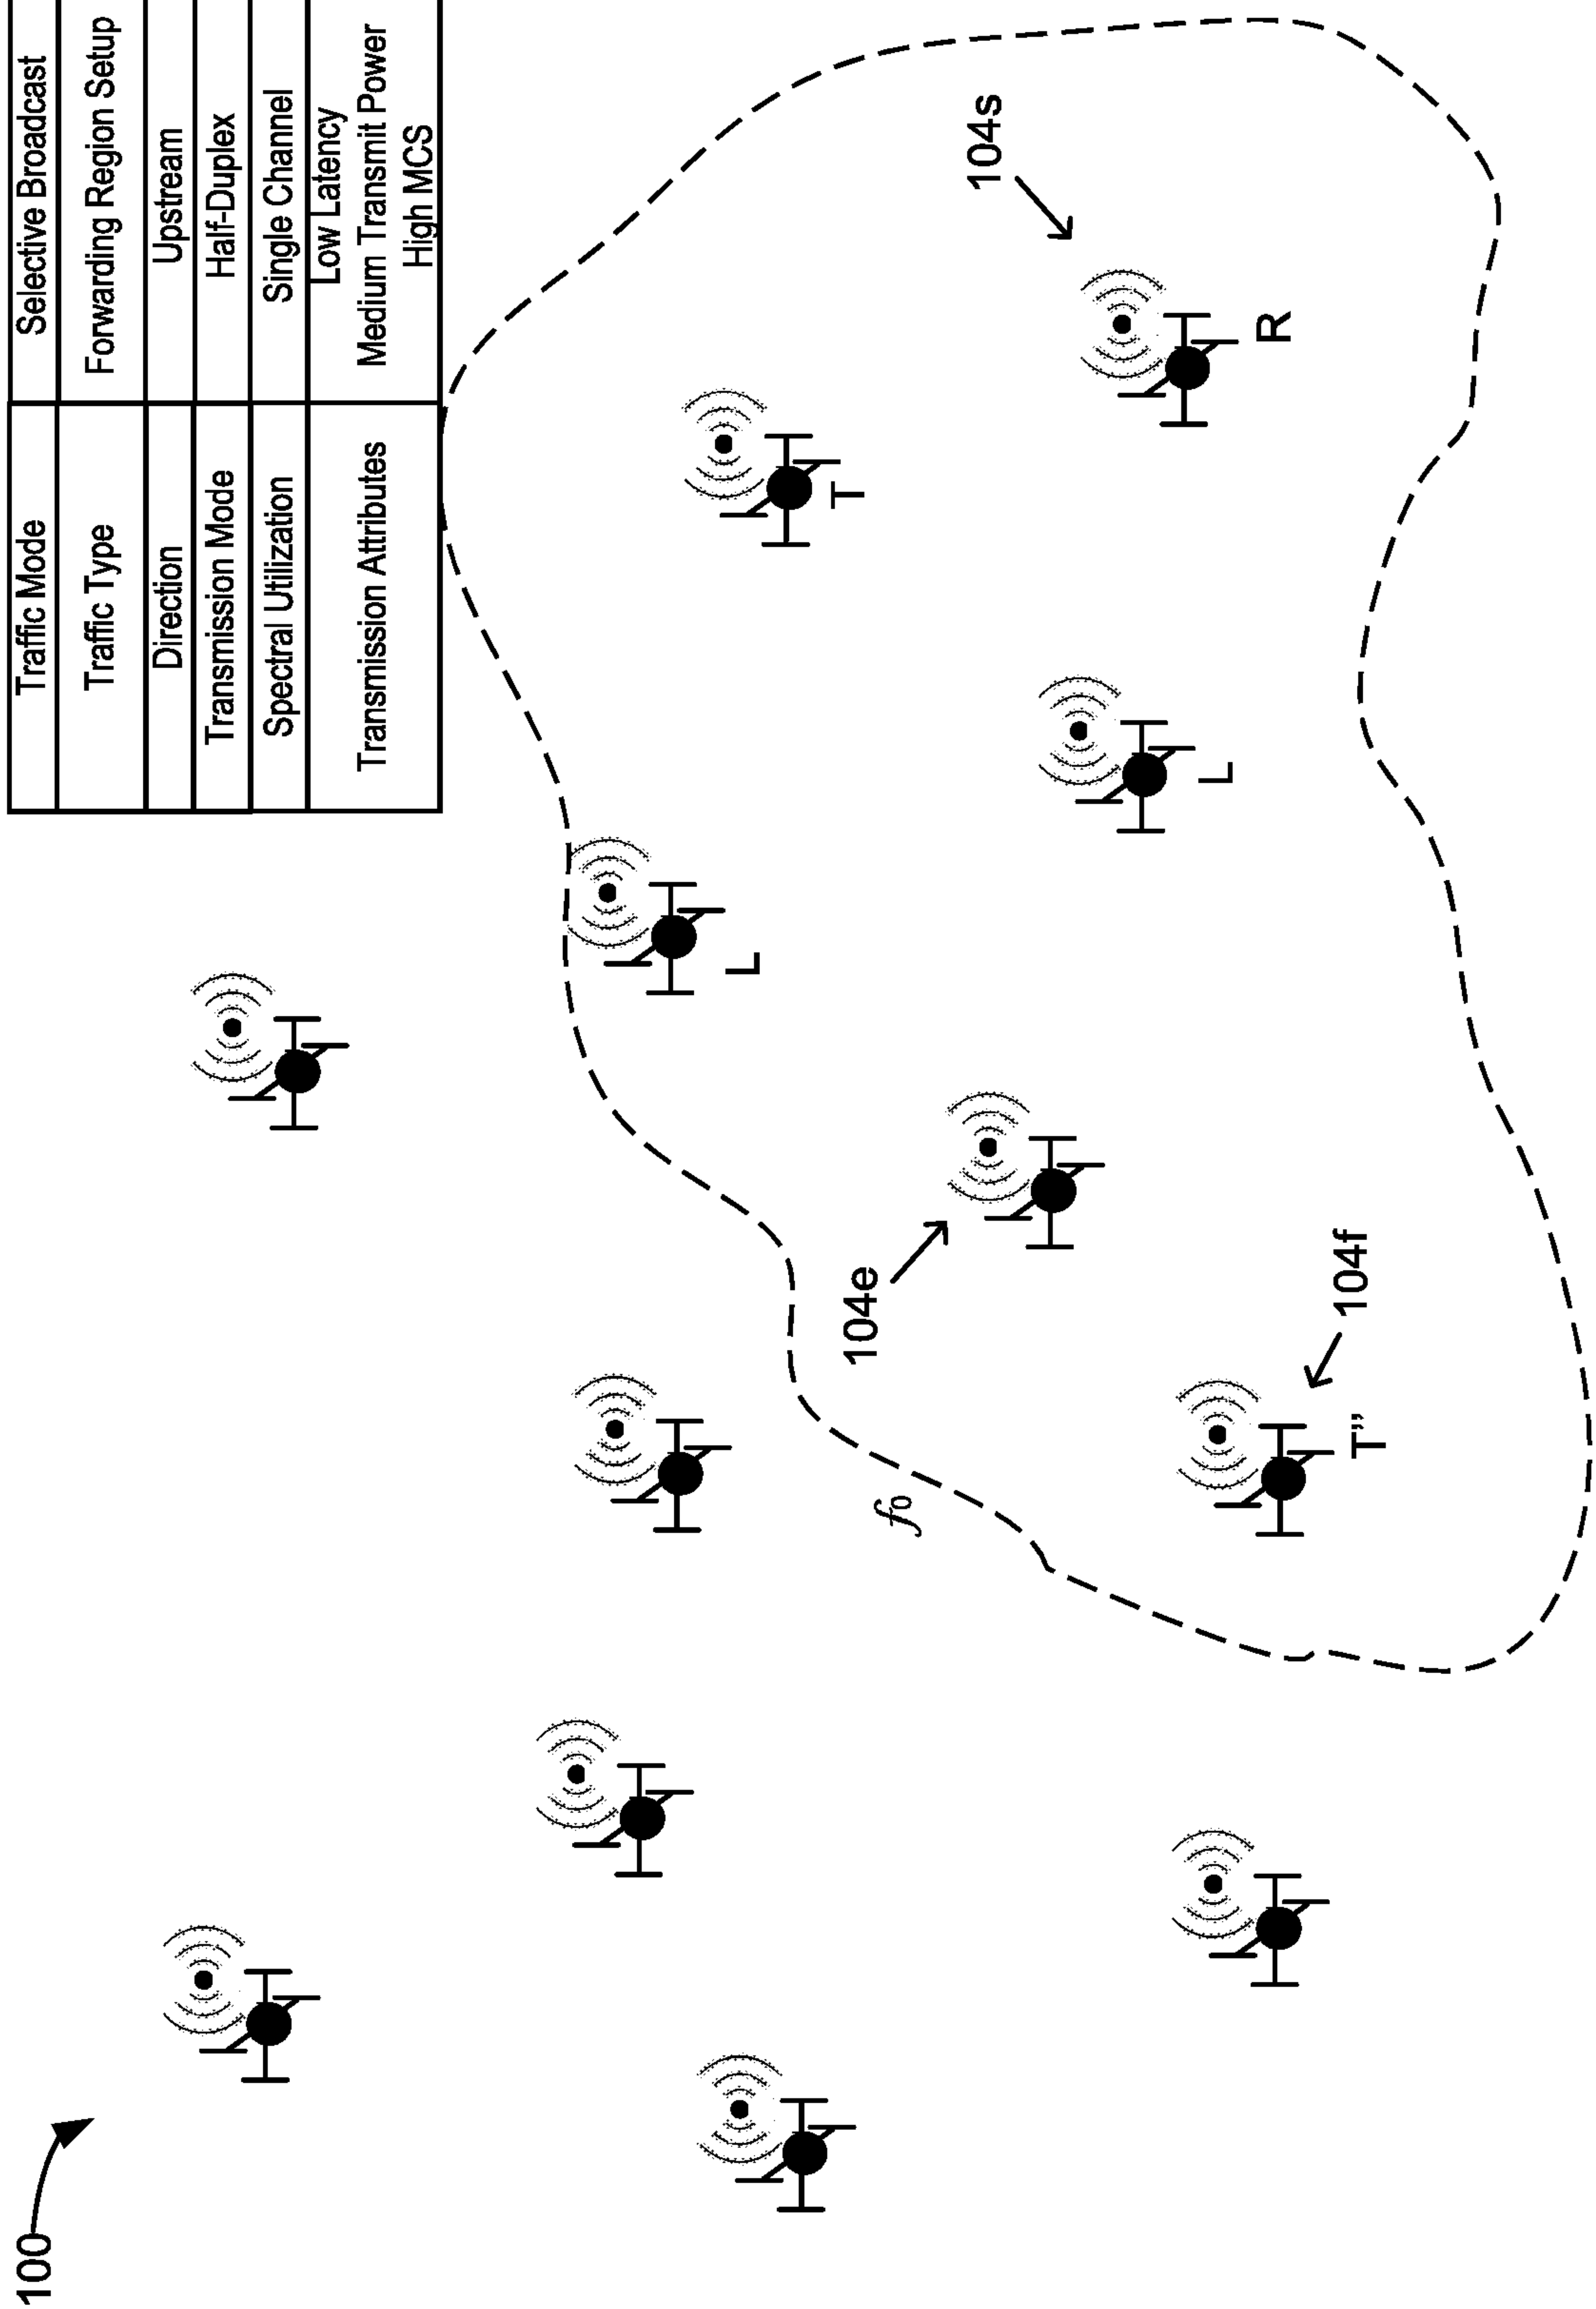 100
Traffic Mode Selective Broadcast
Traffic Type Forwarding Region Setup
Direction Upstream
Transmission Mode Half-Duplex
Spectral Utilization Single Channel
Low Latency
Transmission Attributes Medium Transmit Power
High MCS
L
T
104e
f0
104s
L
R
104f
T”